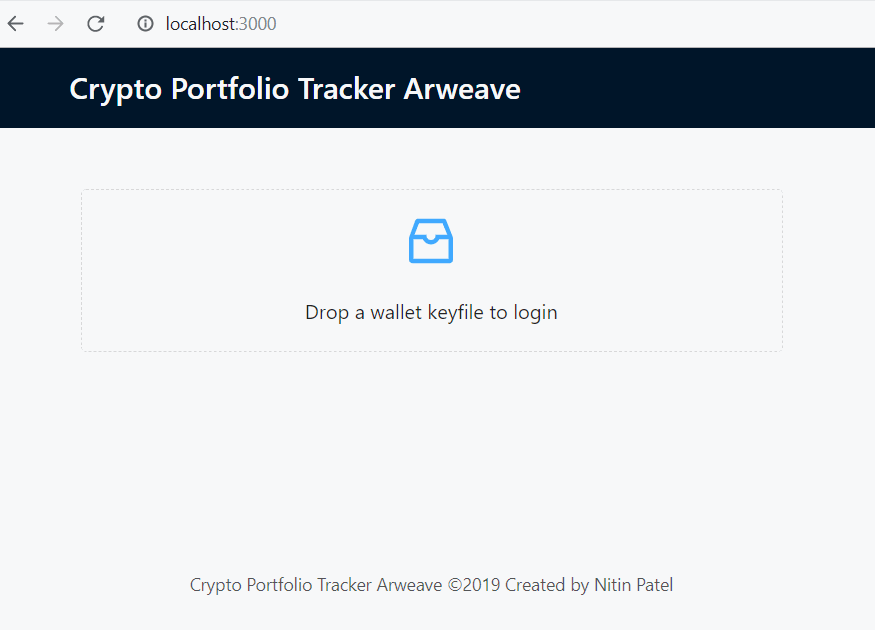 localhost:3000
Crypto Portfolio Tracker Arweave
Drop a wallet keyfile to login
Crypto Portfolio Tracker Arweave ©2019 Created by Nitin Patel